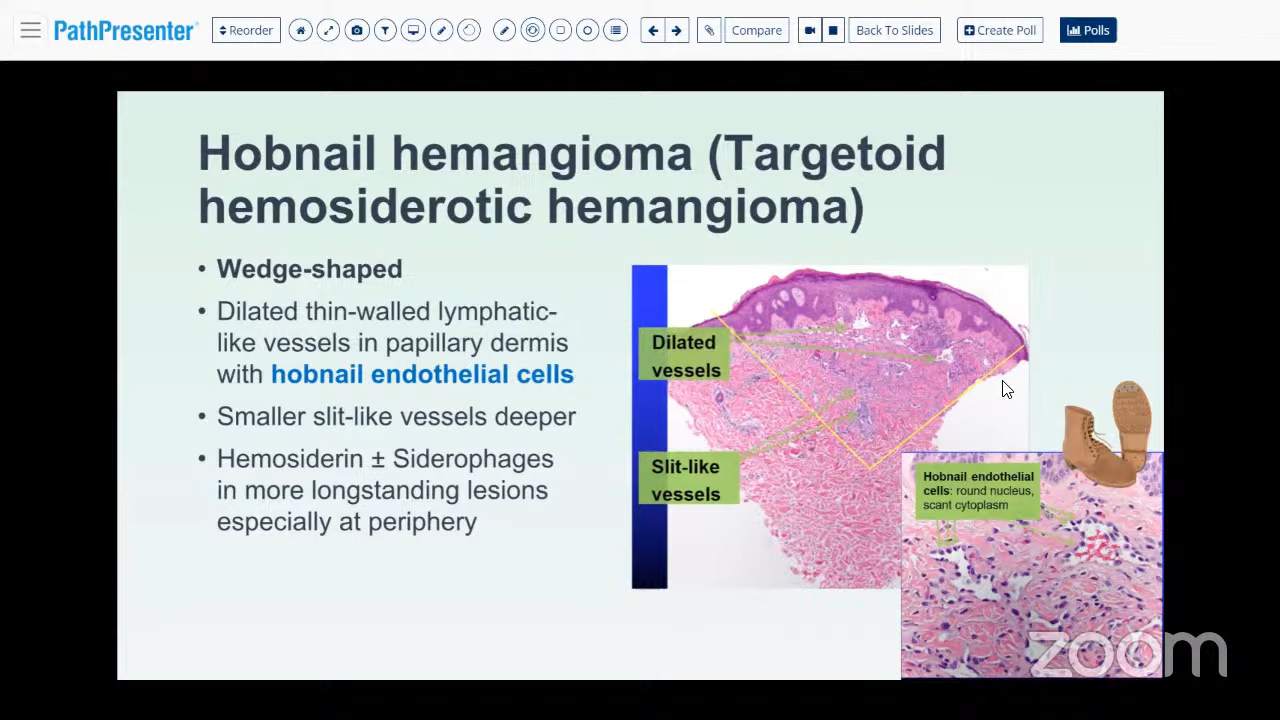 PathPresenter
Reorder
Compare
Back To Slides
Create Poll
Polls
Hobnail hemangioma (Targetoid
hemosiderotic hemangioma)
• Wedge-shaped
• Dilated thin-walled lymphatic-
like vessels in papillary dermis
with hobnail endothelial cells
• Smaller slit-like vessels deeper
• Hemosiderin ± Siderophages
in more longstanding lesions
especially at periphery
Dilated
vessels
Slit-like
vessels
Hobnail endothelial
cells: round nucleus,
scant cytoplasm
zoom